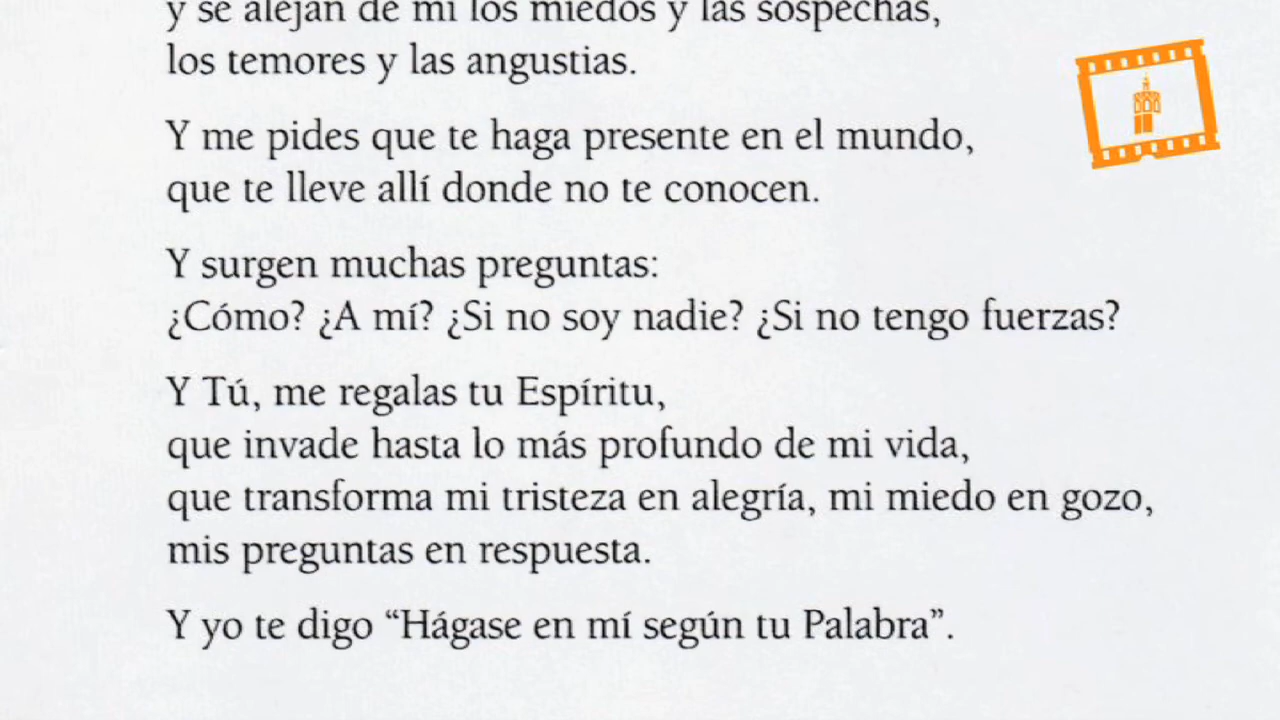 y se alejan de mí los miedos y las sospechas,
los temores y las angustias.
Y me pides que te haga presente en el mundo,
que te lleve allí donde no te conocen.
Y surgen muchas preguntas:
¿Cómo? ¿A mí? ¿Si no soy nadie? ¿Si no tengo fuerzas?
Y Tú, me regalas tu Espíritu,
que invade hasta lo más profundo de mi vida,
que transforma mi tristeza en alegría, mi miedo en gozo,
mis preguntas en respuesta.
Y yo te digo “Hágase en mí según tu Palabra”.